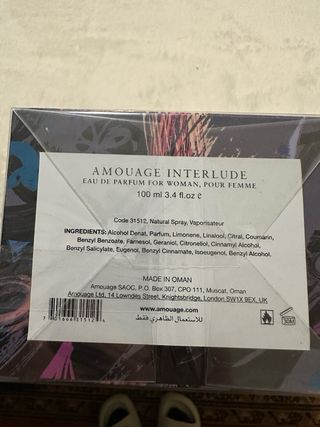 AMOUAGE INTERLUDE
EAU DE PARFUM FOR WOMAN, POUR FEMME
100 ml 3.4 fl.oz ¢
Code 31512, Natural Spray, Vaporisateur
INGREDIENTS: Alcohol Denat, Parfum, Limonene, Linalool, Citral, Coumarin,
Benzyl Benzoate, Farnesol, Geraniol, Citronellol, Cinnamyl Alcohol,
Benzyl Salicylate, Eugenol, Benzyl Cinnamate, Isoeugenol, Benzyl Alcohol.
MADE IN OMAN
Amouage SAOC, P.O. Box 307, CPO 111, Muscat, Oman
Amouage Ltd, 14 Lowndes Street, Knightsbridge, London SW1X 9EX, UK
www.amouage.com
للاستعمال الظاهري فقط